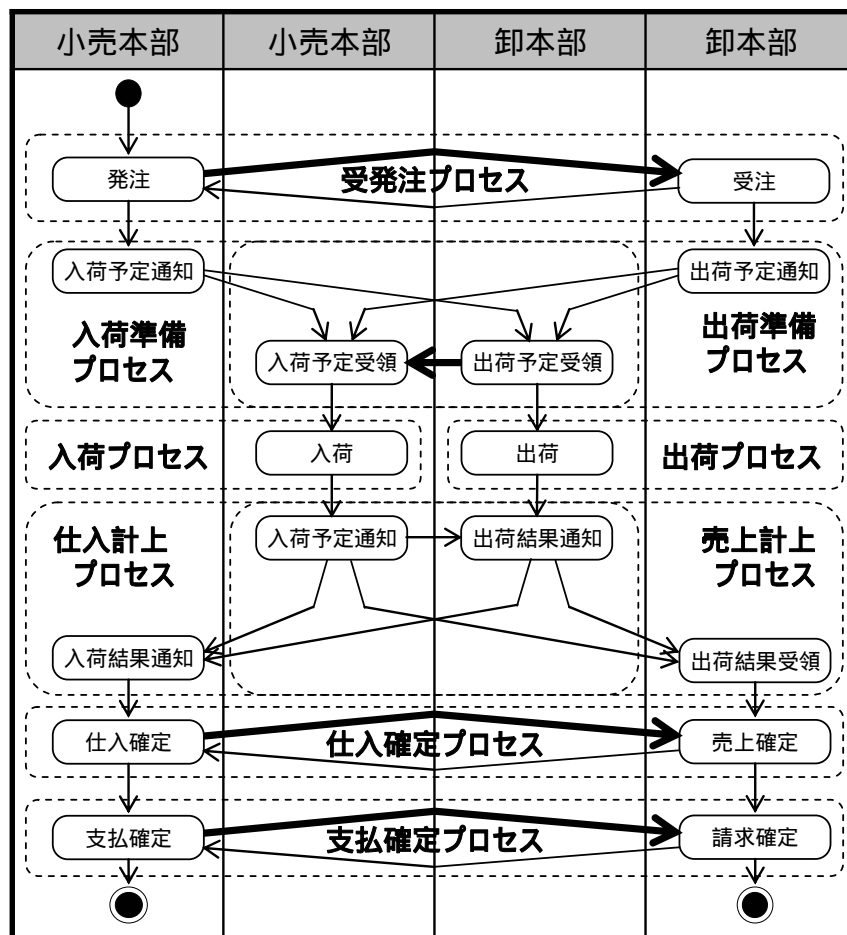 小売本部
小売本部
卸本部
卸本部
発注
受発注プロセス
受注
入荷予定通知
出荷予定通知
入荷準備
プロセス
入荷予定受領
出荷予定受領
出荷準備
プロセス
入荷プロセス
入荷
出荷
出荷プロセス
仕入計上
プロセス
入荷予定通知
出荷結果通知
売上計上
プロセス
入荷結果通知
出荷結果受領
仕入確定
仕入確定プロセス
売上確定
支払確定
支払確定プロセス
請求確定